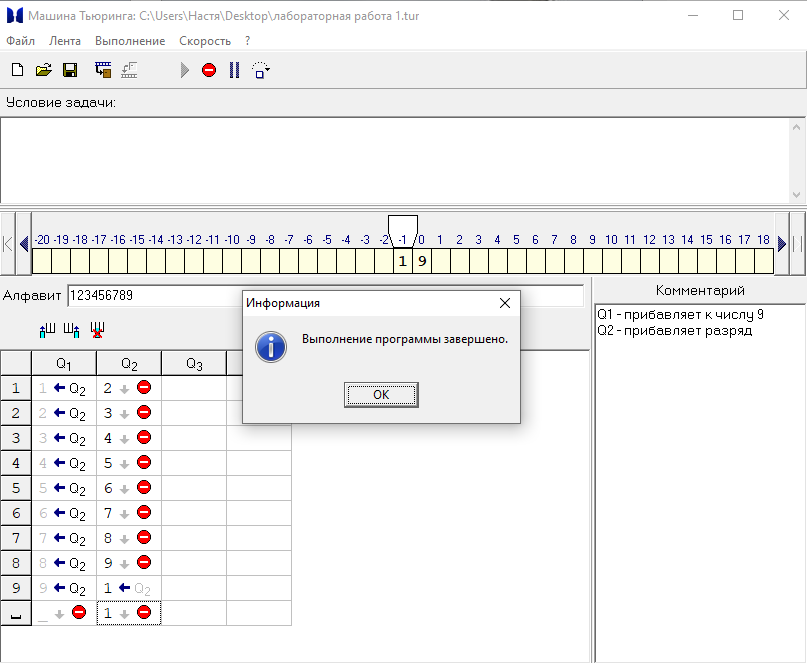 Машина Тьюринга: C:\Users\Настя\Desktop\лабораторная работа 1.tur
Файл Лента Выполнение Скорость ?
Условие задачи:
-20 -19 -18 -17 -16 -15 -14 -13 -12 -11 -10 -9 -8 -7 -6 -5 -4 -3 -2 -1 0 1 2 3 4 5 6 7 8 9 10 11 12 13 14 15 16 17 18
1 9
Алфавит 123456789
Комментарий
Q1 - прибавляет к числу 9
Q2 - прибавляет разряд
Информация
Выполнение программы завершено.
OK
Q1 Q2 Q3
1 1 ← Q2 2 ↓
2 2 ← Q2 3 ↓
3 3 ← Q2 4 ↓
4 4 ← Q2 5 ↓
5 5 ← Q2 6 ↓
6 6 ← Q2 7 ↓
7 7 ← Q2 8 ↓
8 8 ← Q2 9 ↓
9 9 ← Q2 1 ← Q2
_ ↓ 1 ↓